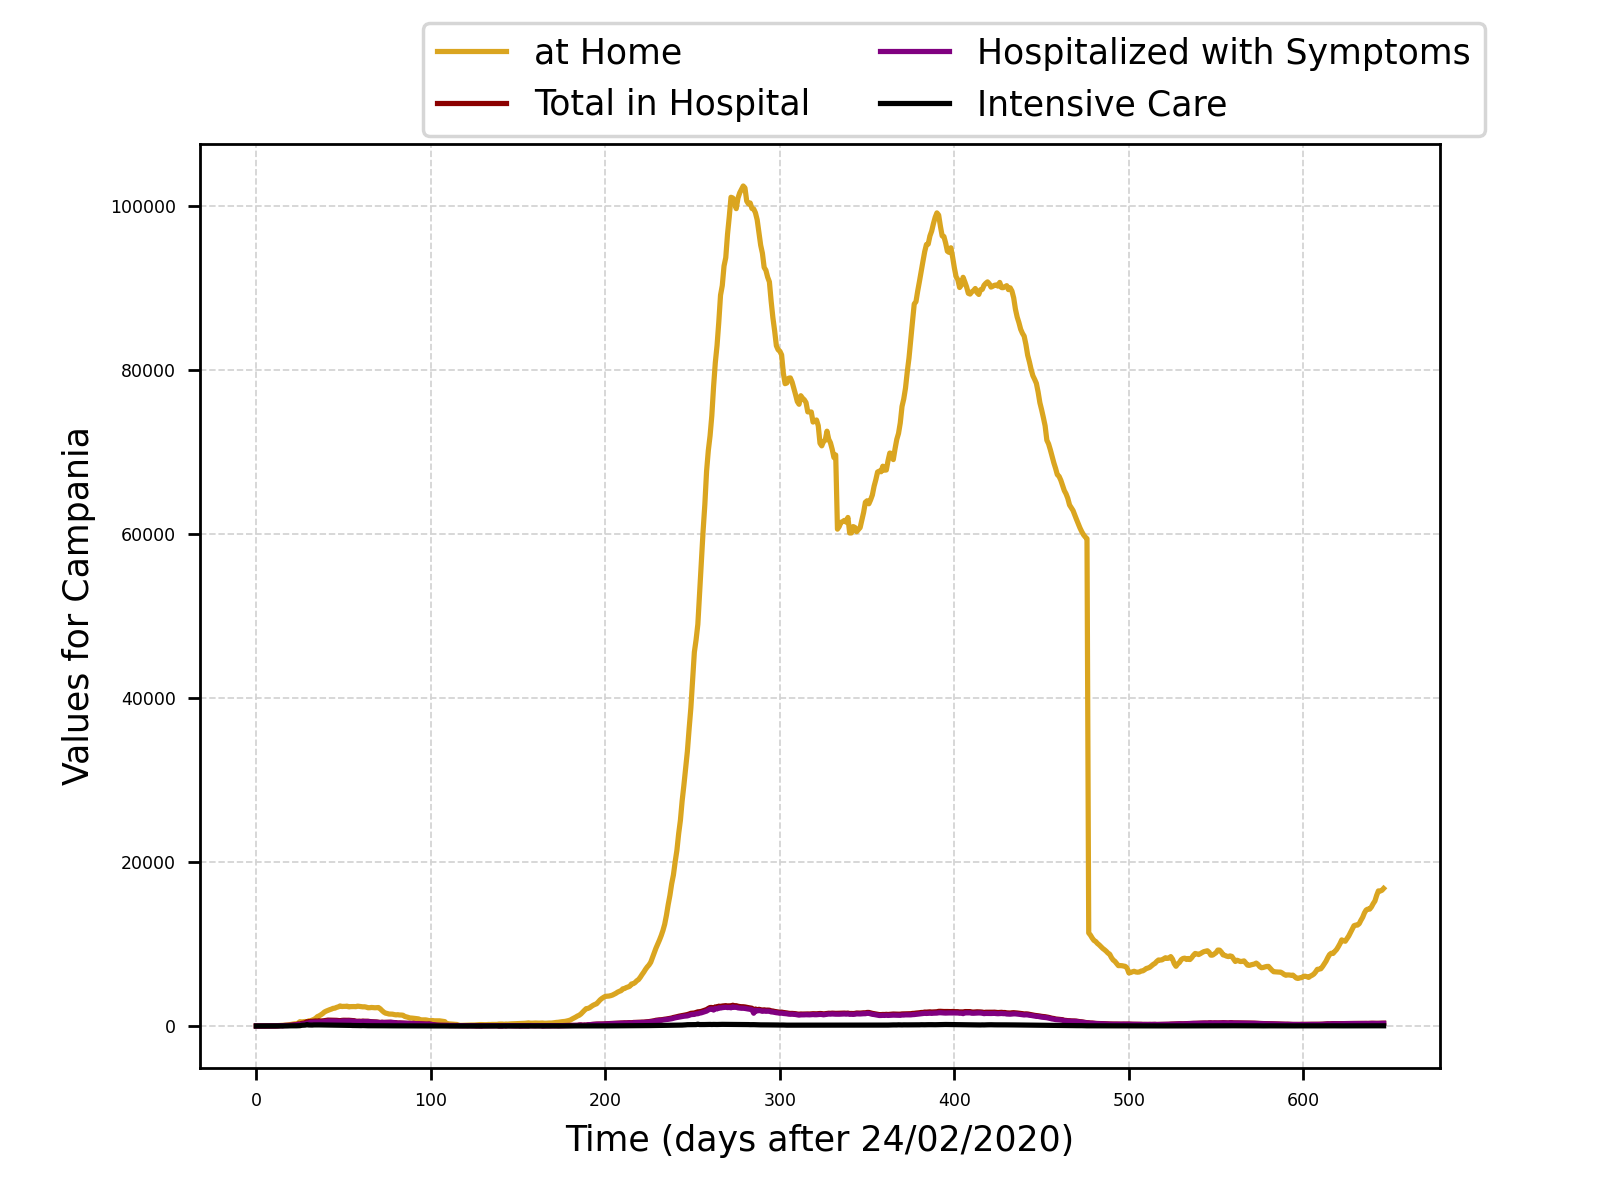 at Home
Hospitalized with Symptoms
Total in Hospital
Intensive Care
Values for Campania
100000
80000
60000
40000
20000
0
0 100 200 300 400 500 600
Time (days after 24/02/2020)